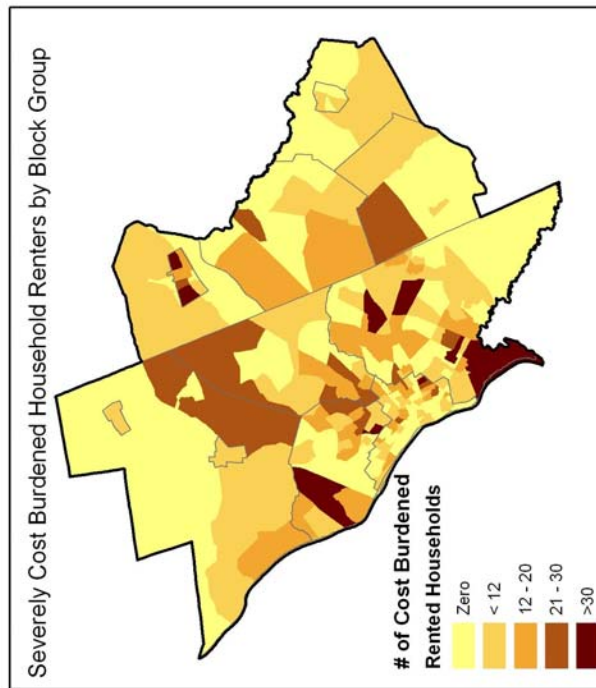 Severely Cost Burdened Household Renters by Block Group
# of Cost Burdened
Rented Households
Zero
< 12
12 - 20
21 - 30
>30